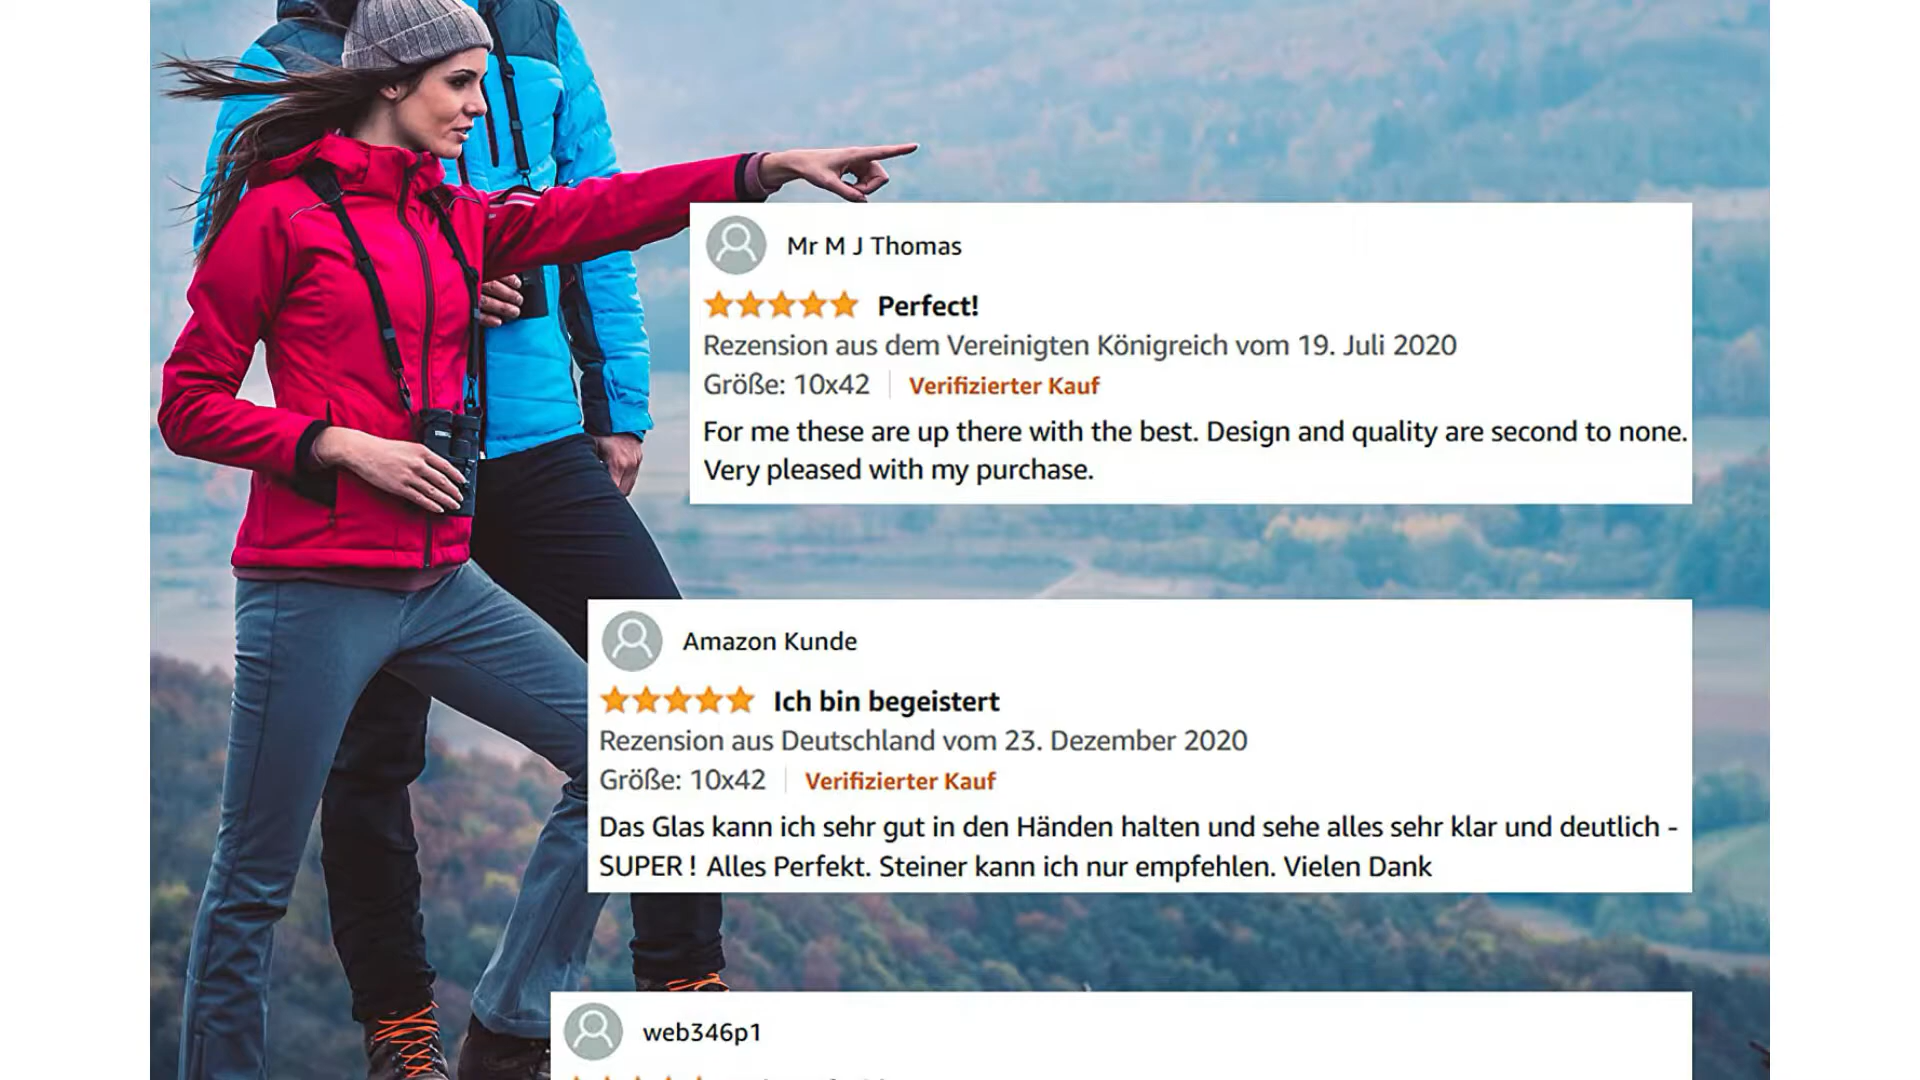 Mr M J Thomas
Perfect!
Rezension aus dem Vereinigten Königreich vom 19. Juli 2020
Größe: 10x42 Verifizierter Kauf
For me these are up there with the best. Design and quality are second to none.
Very pleased with my purchase.
Amazon Kunde
Ich bin begeistert
Rezension aus Deutschland vom 23. Dezember 2020
Größe: 10x42 Verifizierter Kauf
Das Glas kann ich sehr gut in den Händen halten und sehe alles sehr klar und deutlich -
SUPER ! Alles Perfekt. Steiner kann ich nur empfehlen. Vielen Dank
web346p1